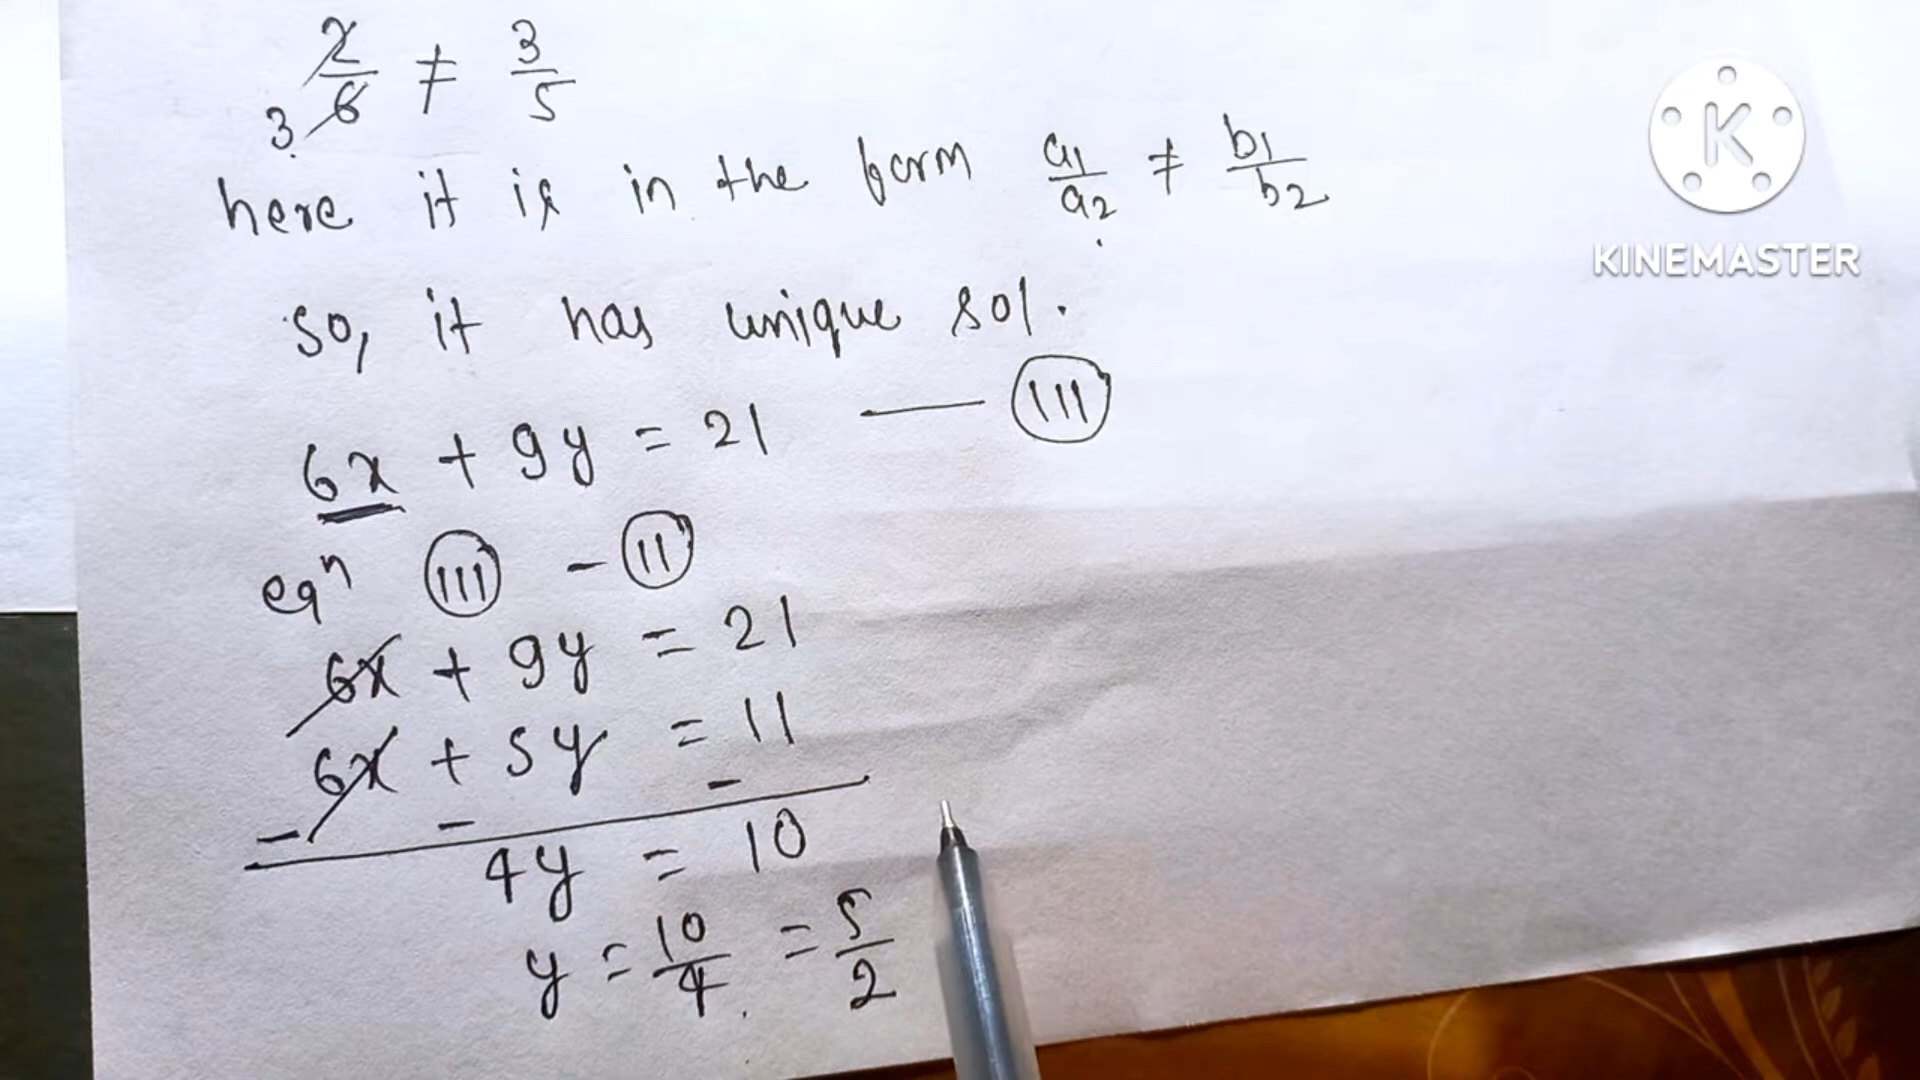 2/6 ≠ 3/5
3
here it is in the form a1/a2 ≠ b1/b2
so, it has unique sol.
6x + 9y = 21 — III
eqn III - II
6x + 9y = 21
6x + 5y = 11
- - -
4y = 10
y = 10/4 = 5/2
K
KINEMASTER